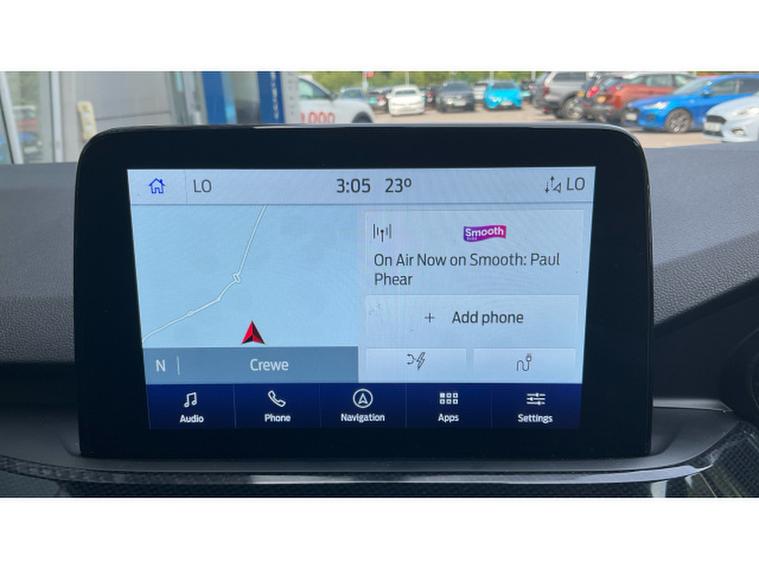 LO 3:05 23° LO
Smooth
On Air Now on Smooth: Paul
Phear
+ Add phone
N Crewe
Audio Phone Navigation Apps Settings